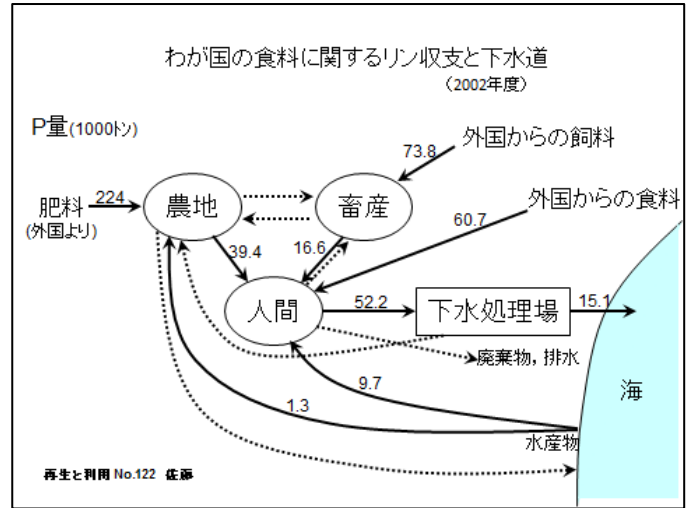 わが国の食料に関するリン収支と下水道
（2002年度）
P量(1000トン)
外国からの飼料
73.8
肥料
(外国より)
224
農地
畜産
外国からの食料
60.7
39.4
16.6
人間
52.2
下水処理場
15.1
廃棄物，排水
9.7
海
1.3
水産物
再生と利用 No.122 佐藤